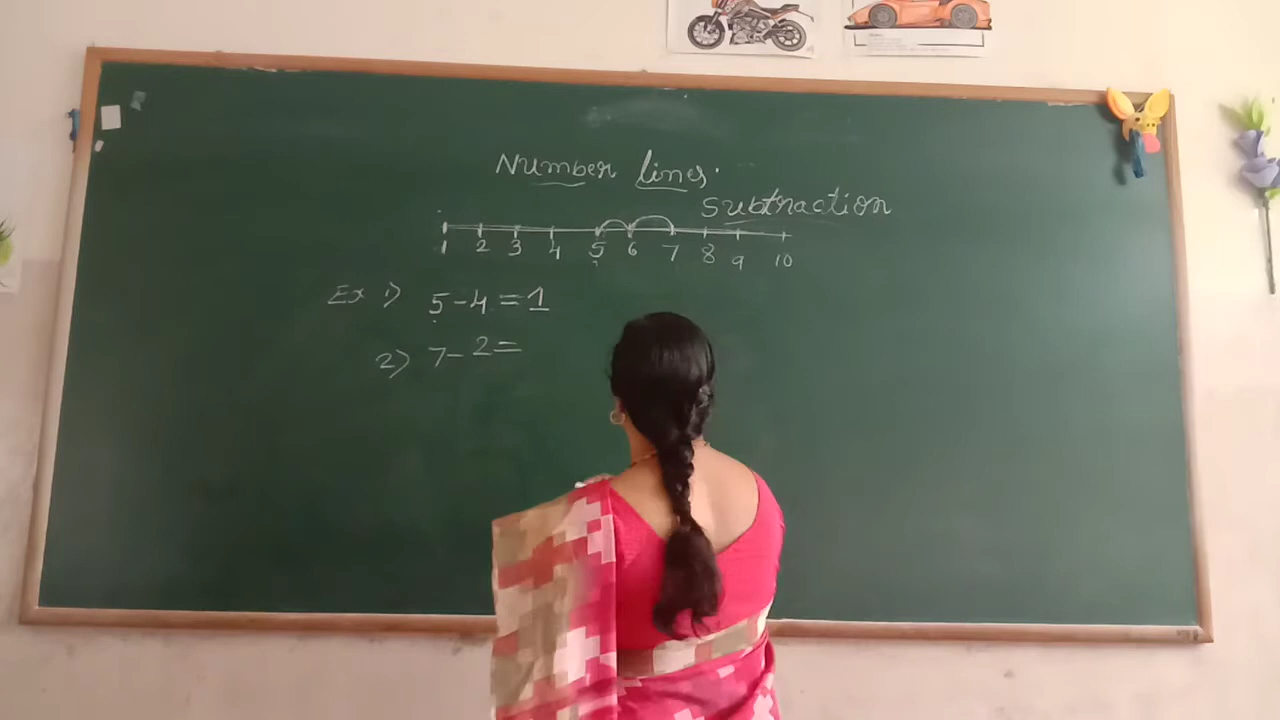 Number lines.
Subtraction
1 2 3 4 5 6 7 8 9 10
Ex 1) 5-4=1
2) 7-2=